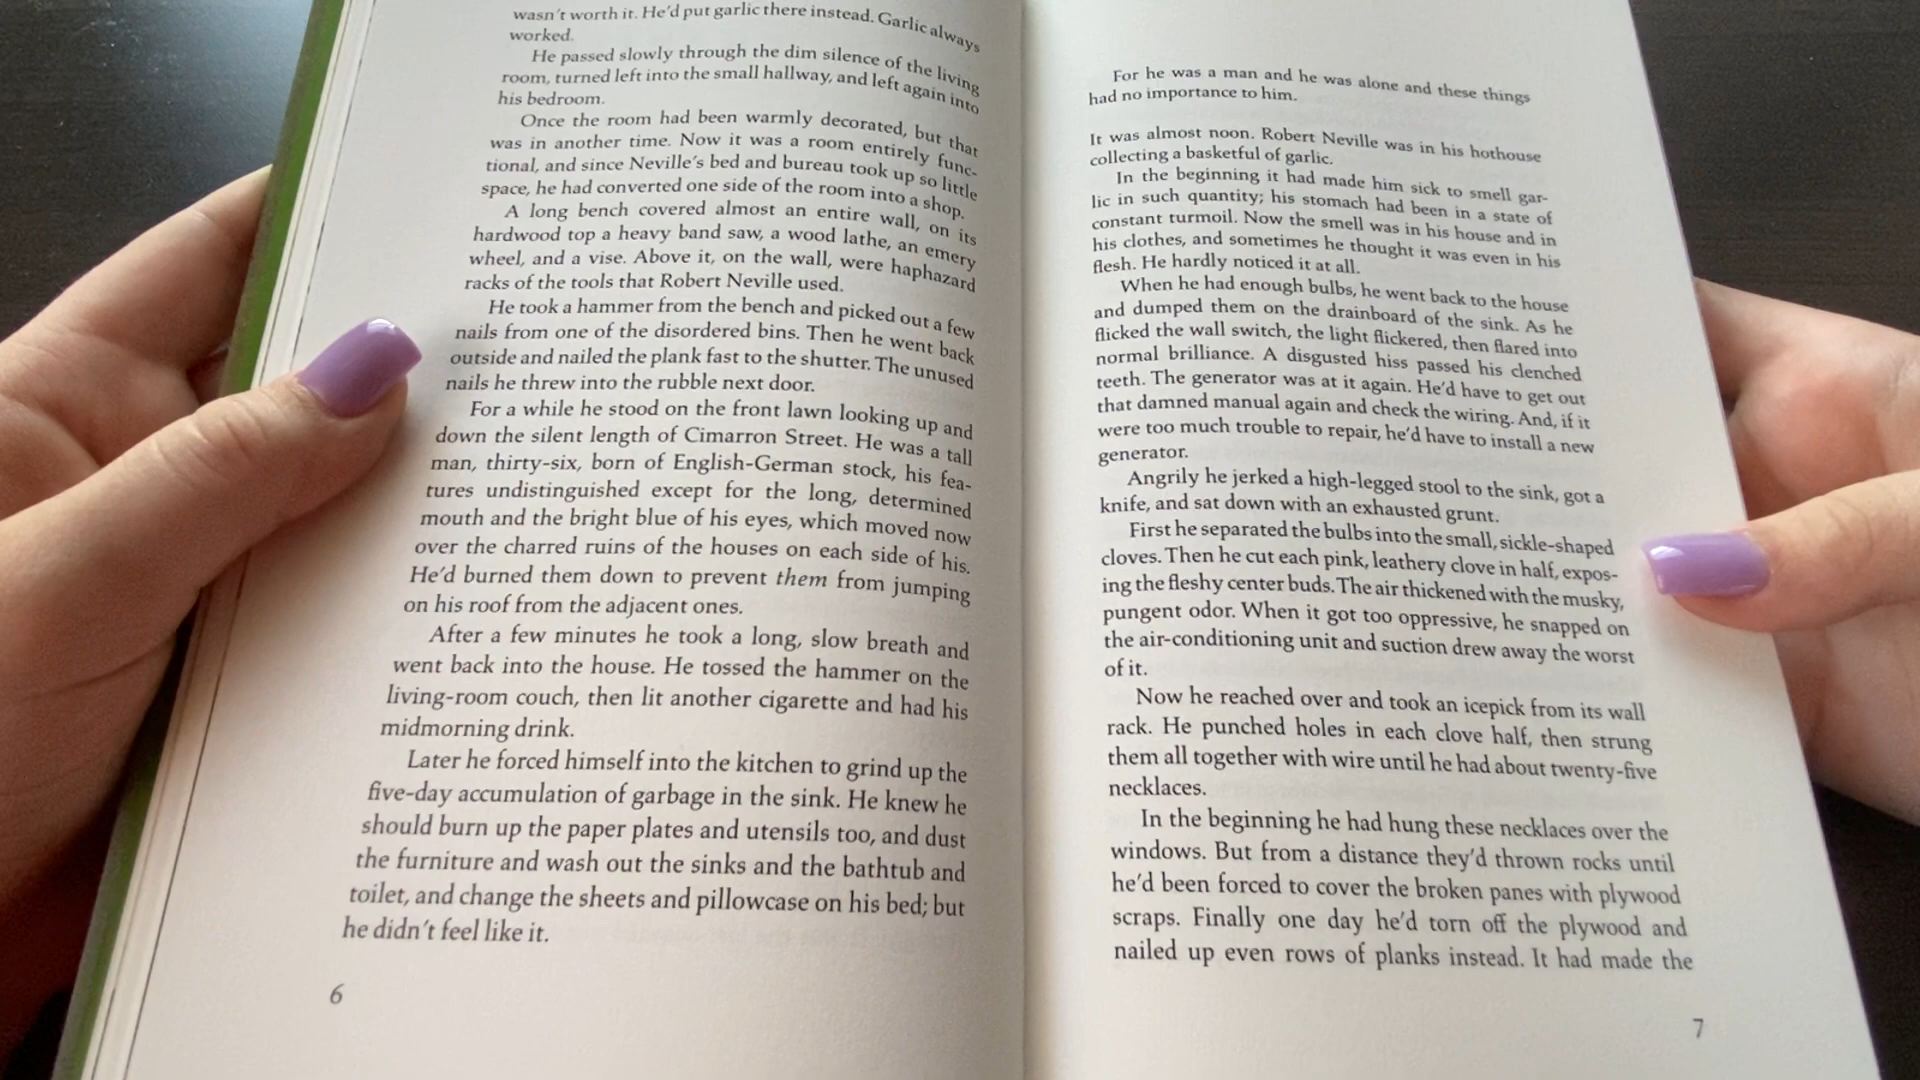 wasn't worth it. He'd put garlic there instead. Garlic always
worked.
He passed slowly through the dim silence of the living
room, turned left into the small hallway, and left again into
his bedroom.
Once the room had been warmly decorated, but that
was in another time. Now it was a room entirely func-
tional, and since Neville's bed and bureau took up so little
space, he had converted one side of the room into a shop.
A long bench covered almost an entire wall, on its
hardwood top a heavy band saw, a wood lathe, an emery
wheel, and a vise. Above it, on the wall, were haphazard
racks of the tools that Robert Neville used.
He took a hammer from the bench and picked out a few
nails from one of the disordered bins. Then he went back
outside and nailed the plank fast to the shutter. The unused
nails he threw into the rubble next door.
For a while he stood on the front lawn looking up and
down the silent length of Cimarron Street. He was a tall
man, thirty-six, born of English-German stock, his fea-
tures undistinguished except for the long, determined
mouth and the bright blue of his eyes, which moved now
over the charred ruins of the houses on each side of his.
He'd burned them down to prevent them from jumping
on his roof from the adjacent ones.
After a few minutes he took a long, slow breath and
went back into the house. He tossed the hammer on the
living-room couch, then lit another cigarette and had his
midmorning drink.
Later he forced himself into the kitchen to grind up the
five-day accumulation of garbage in the sink. He knew he
should burn up the paper plates and utensils too, and dust
the furniture and wash out the sinks and the bathtub and
toilet, and change the sheets and pillowcase on his bed; but
he didn't feel like it.
6
For he was a man and he was alone and these things
had no importance to him.
It was almost noon. Robert Neville was in his hothouse
collecting a basketful of garlic.
In the beginning it had made him sick to smell gar-
lic in such quantity; his stomach had been in a state of
constant turmoil. Now the smell was in his house and in
his clothes, and sometimes he thought it was even in his
flesh. He hardly noticed it at all.
When he had enough bulbs, he went back to the house
and dumped them on the drainboard of the sink. As he
flicked the wall switch, the light flickered, then flared into
normal brilliance. A disgusted hiss passed his clenched
teeth. The generator was at it again. He'd have to get out
that damned manual again and check the wiring. And, if it
were too much trouble to repair, he'd have to install a new
generator.
Angrily he jerked a high-legged stool to the sink, got a
knife, and sat down with an exhausted grunt.
First he separated the bulbs into the small, sickle-shaped
cloves. Then he cut each pink, leathery clove in half, expos-
ing the fleshy center buds. The air thickened with the musky,
pungent odor. When it got too oppressive, he snapped on
the air-conditioning unit and suction drew away the worst
of it.
Now he reached over and took an icepick from its wall
rack. He punched holes in each clove half, then strung
them all together with wire until he had about twenty-five
necklaces.
In the beginning he had hung these necklaces over the
windows. But from a distance they'd thrown rocks until
he'd been forced to cover the broken panes with plywood
scraps. Finally one day he'd torn off the plywood and
nailed up even rows of planks instead. It had made the
7